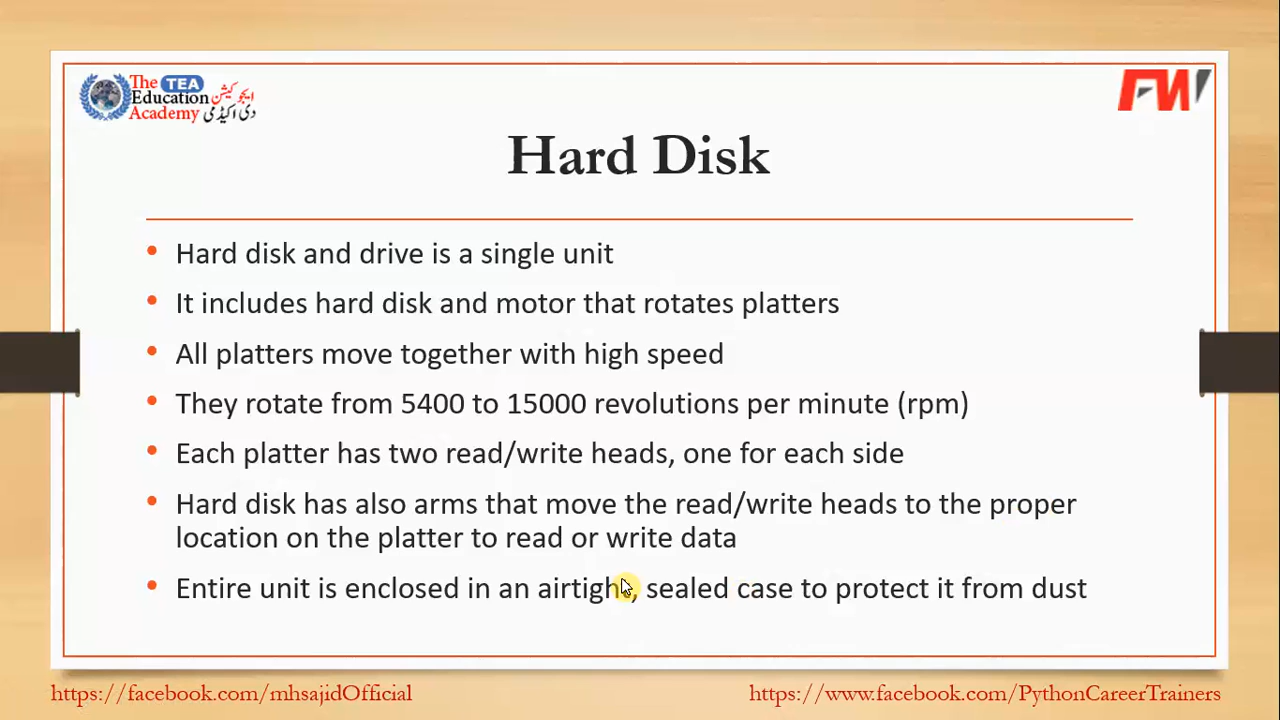 The TEA
Education ایجوکیشن
Academy دی اکیڈمی
FW
Hard Disk
• Hard disk and drive is a single unit
• It includes hard disk and motor that rotates platters
• All platters move together with high speed
• They rotate from 5400 to 15000 revolutions per minute (rpm)
• Each platter has two read/write heads, one for each side
• Hard disk has also arms that move the read/write heads to the proper
location on the platter to read or write data
• Entire unit is enclosed in an airtight, sealed case to protect it from dust
https://facebook.com/mhsajidOfficial
https://www.facebook.com/PythonCareerTrainers